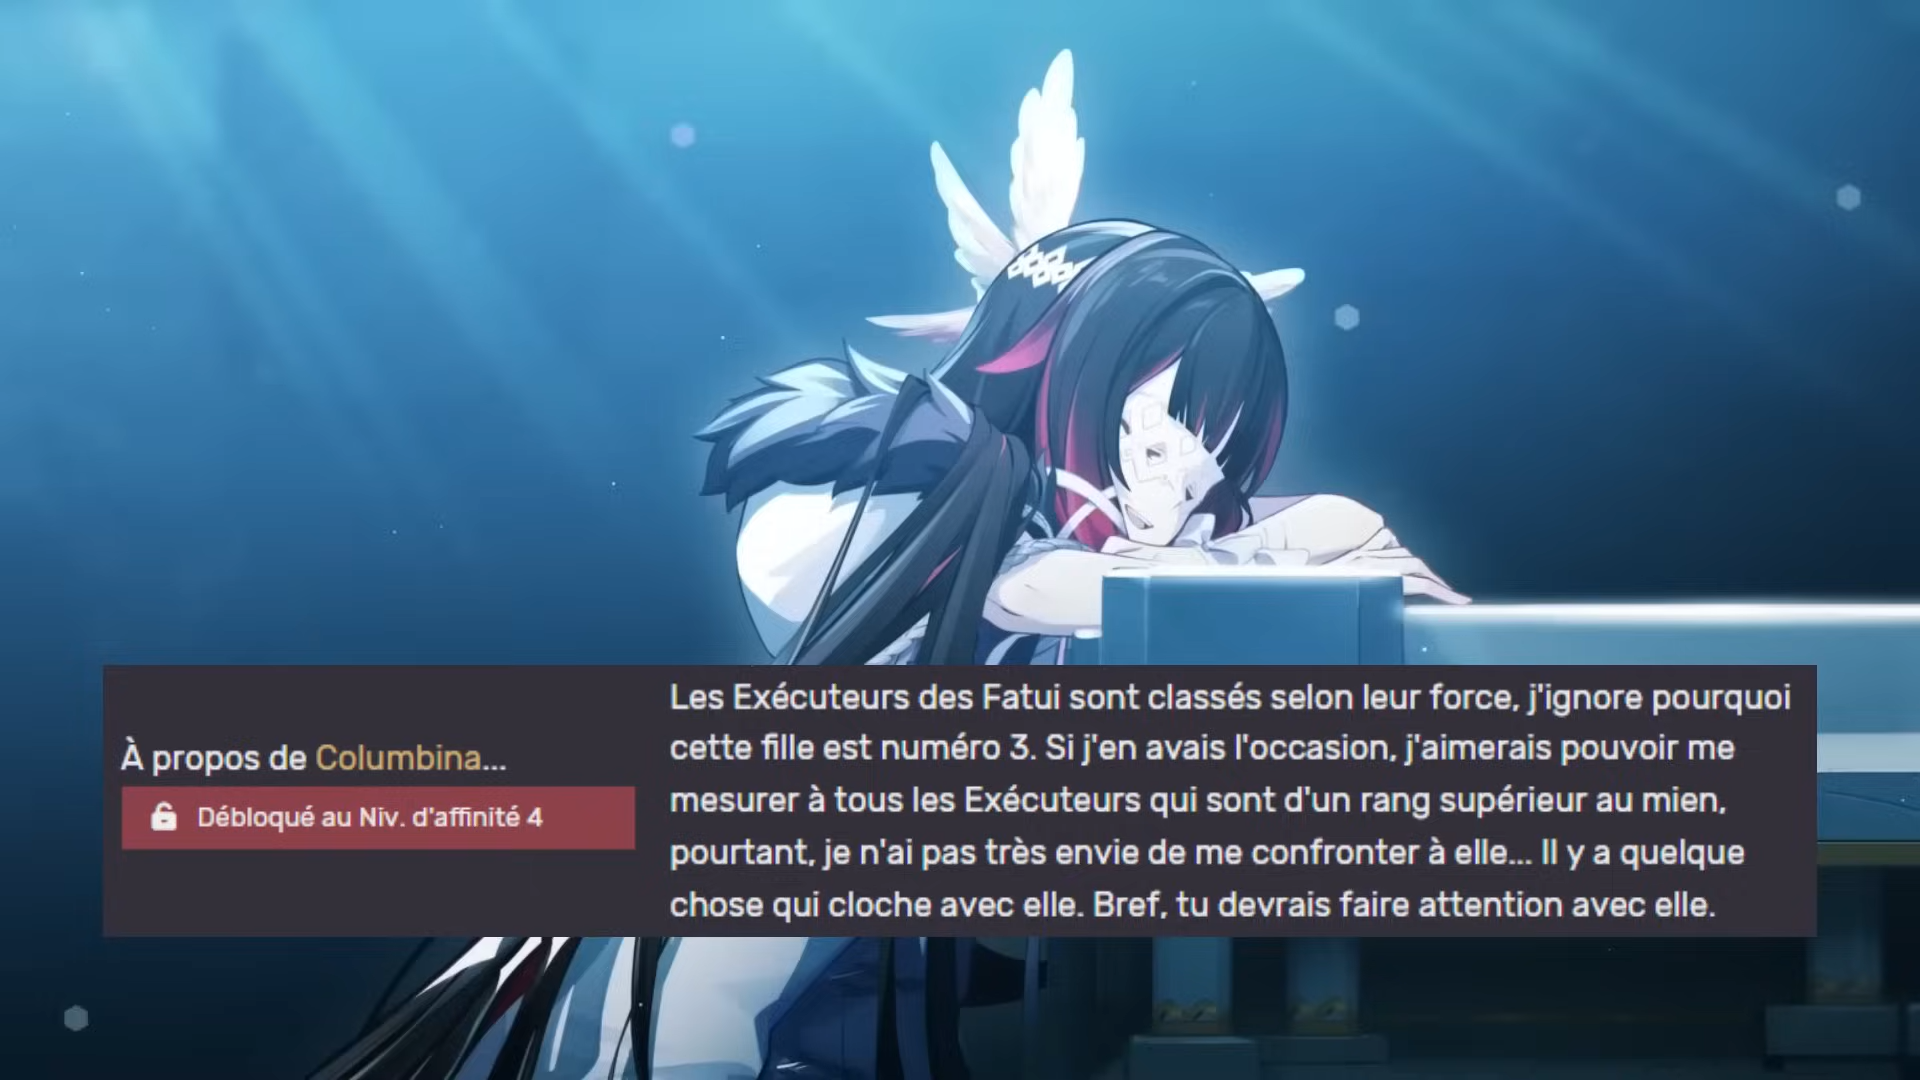 À propos de Columbina...
Débloqué au Niv. d'affinité 4
Les Exécuteurs des Fatui sont classés selon leur force, j'ignore pourquoi
cette fille est numéro 3. Si j'en avais l'occasion, j'aimerais pouvoir me
mesurer à tous les Exécuteurs qui sont d'un rang supérieur au mien,
pourtant, je n'ai pas très envie de me confronter à elle... Il y a quelque
chose qui cloche avec elle. Bref, tu devrais faire attention avec elle.